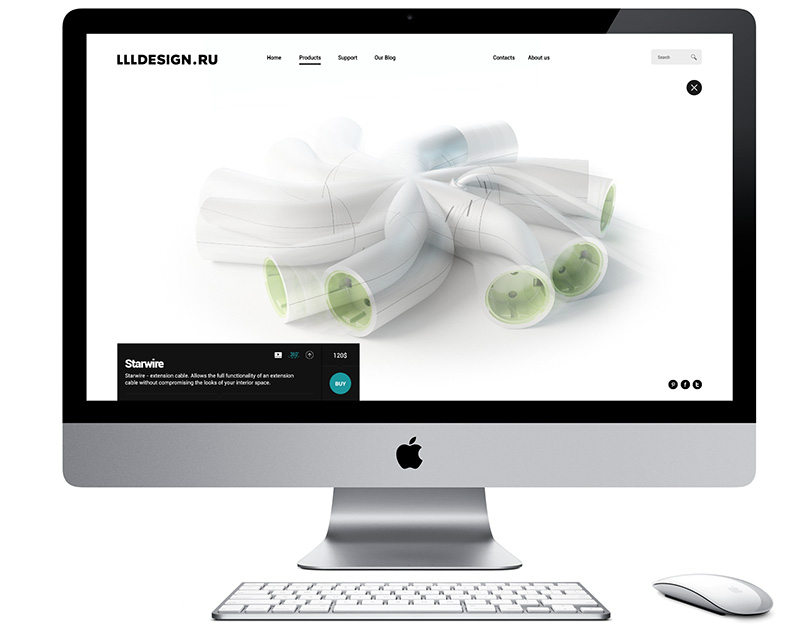 LLLDESIGN.RU
Home Products Support Our Blog Contacts About us Search
Starwire
120$
Starwire - extension cable. Allows the full functionality of an extension
cable without compromising the looks of your interior space.
BUY